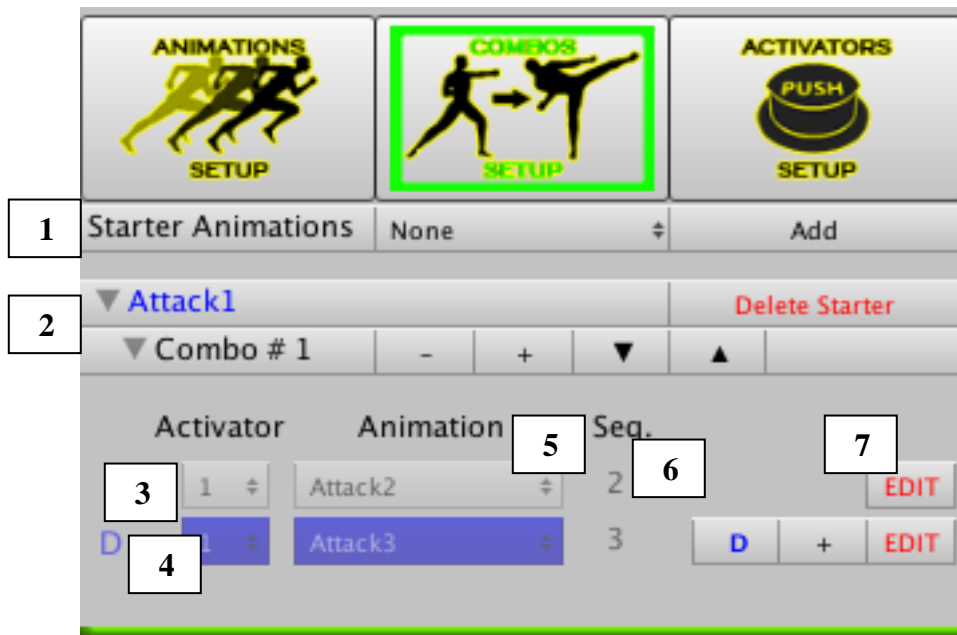 ANIMATIONS SETUP
COMBOS SETUP
ACTIVATORS PUSH SETUP
1 Starter Animations None Add
2 Attack1 Delete Starter
Combo # 1 - + ▼ ▲
Activator Animation 5 Seq. 6 7
3 1 Attack2 2 EDIT
D 4 1 Attack3 3 D + EDIT